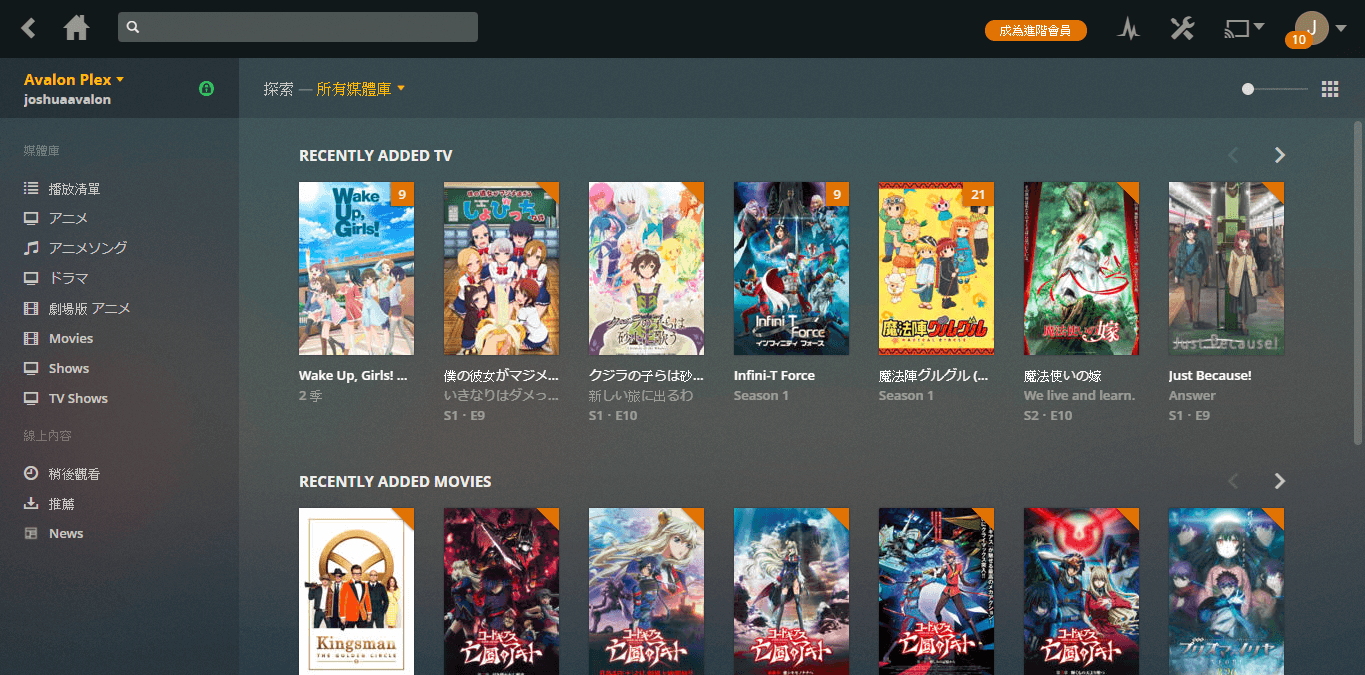 成為進階會員
J
10
Avalon Plex
joshuaavalon
探索 — 所有媒體庫
媒體庫
播放清單
アニメ
アニメソング
ドラマ
劇場版 アニメ
Movies
Shows
TV Shows
線上內容
稍後觀看
推薦
News
RECENTLY ADDED TV
Wake Up, Girls!
9
しょびっち
クジラの子らは砂上に歌う
9
Infini-T Force
インフィニティ フォース
21
魔法陣グルグル
魔法使いの嫁
Just Because!
Wake Up, Girls! ...
2 季
僕の彼女がマジメ...
いきなりはダメっ...
S1 · E9
クジラの子らは砂...
新しい旅に出るわ
S1 · E10
Infini-T Force
Season 1
魔法陣グルグル (...
Season 1
魔法使いの嫁
We live and learn.
S2 · E10
Just Because!
Answer
S1 · E9
RECENTLY ADDED MOVIES
Kingsman
THE GOLDEN CIRCLE
コードギアス
亡国のアキト
コードギアス
亡国のアキト
コードギアス
亡国のアキト
コードギアス
亡国のアキト
コードギアス
亡国のアキト